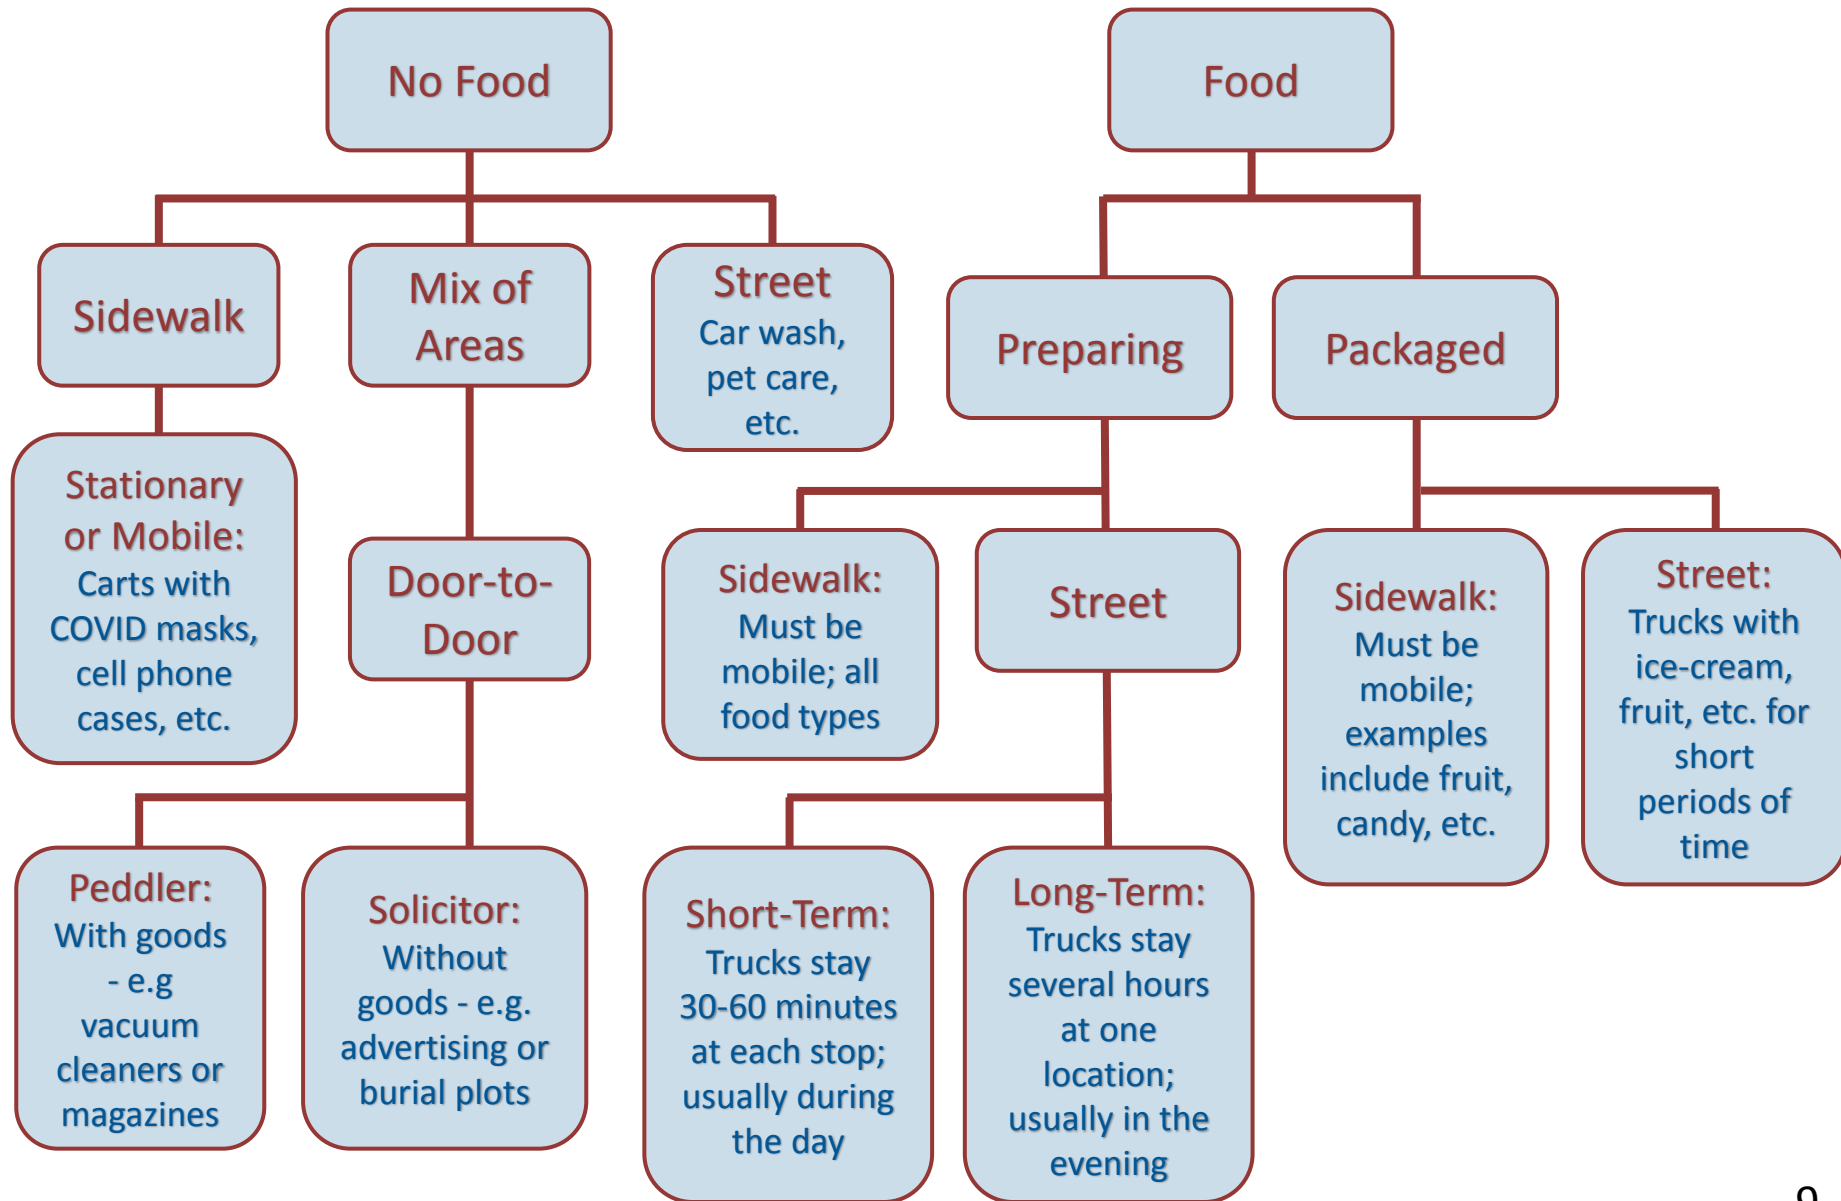 No Food
Food
Sidewalk
Mix of
Areas
Street
Car wash,
pet care,
etc.
Preparing
Packaged
Stationary
or Mobile:
Carts with
COVID masks,
cell phone
cases, etc.
Door-to-
Door
Sidewalk:
Must be
mobile; all
food types
Street
Sidewalk:
Must be
mobile;
examples
include fruit,
candy, etc.
Street:
Trucks with
ice-cream,
fruit, etc. for
short
periods of
time
Peddler:
With goods
- e.g
vacuum
cleaners or
magazines
Solicitor:
Without
goods - e.g.
advertising or
burial plots
Short-Term:
Trucks stay
30-60 minutes
at each stop;
usually during
the day
Long-Term:
Trucks stay
several hours
at one
location;
usually in the
evening